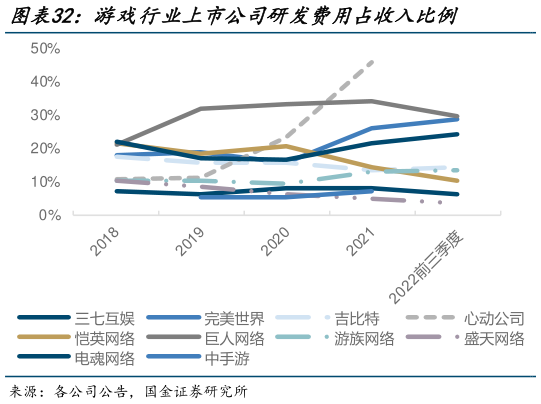 图表32：游戏行业上市公司研发费用占收入比例
50%
40%
30%
20%
10%
0%
2018
2019
2020
2021
2022前三季度
三七互娱
完美世界
吉比特
心动公司
恺英网络
巨人网络
游族网络
盛天网络
电魂网络
中手游
来源：各公司公告，国金证券研究所